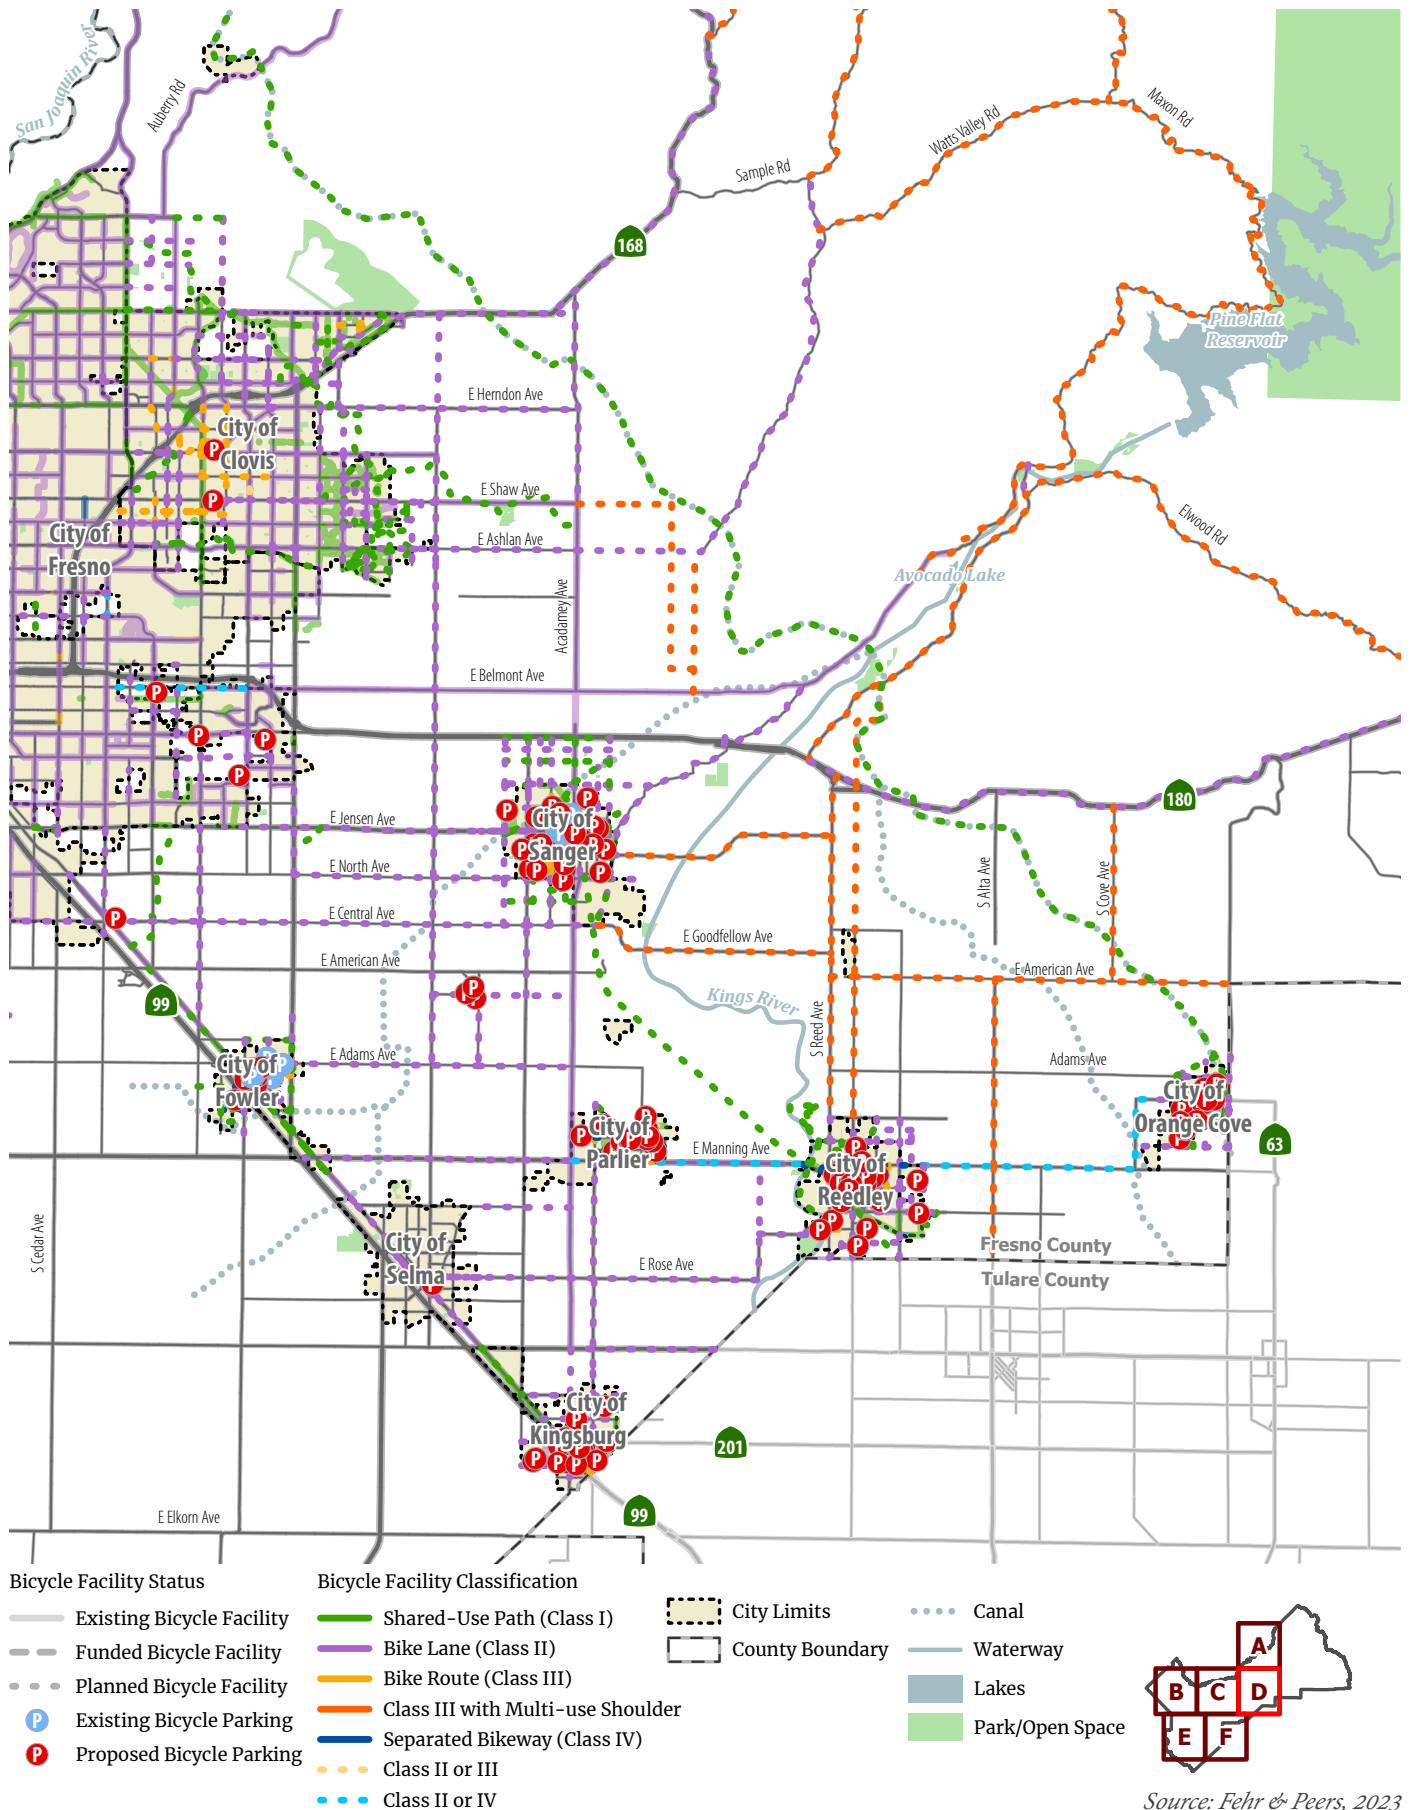 San Joaquin River
Auberry Rd
Sample Rd
Watts Valley Rd
Maxon Rd
168
Pine Flat
Reservoir
E Herndon Ave
City of
Clovis
P
P
E Shaw Ave
E Ashlan Ave
Elwood Rd
City of
Fresno
Avocado Lake
Acadamey Ave
E Belmont Ave
P
P
P
P
180
E Jensen Ave
City of
Sanger
E North Ave
S Alta Ave
S Cove Ave
E Central Ave
P
E Goodfellow Ave
E American Ave
E American Ave
99
Kings River
S Reed Ave
E Adams Ave
Adams Ave
City of
Fowler
City of
Orange Cove
City of
Parlier
E Manning Ave
63
City of
Reedley
S Cedar Ave
City of
Selma
E Rose Ave
Fresno County
Tulare County
City of
Kingsburg
201
99
E Elkorn Ave
Bicycle Facility Status
Existing Bicycle Facility
Funded Bicycle Facility
Planned Bicycle Facility
P Existing Bicycle Parking
P Proposed Bicycle Parking
Bicycle Facility Classification
Shared-Use Path (Class I)
Bike Lane (Class II)
Bike Route (Class III)
Class III with Multi-use Shoulder
Separated Bikeway (Class IV)
Class II or III
Class II or IV
City Limits
County Boundary
Canal
Waterway
Lakes
Park/Open Space
A
B C D
E F
Source: Fehr & Peers, 2023